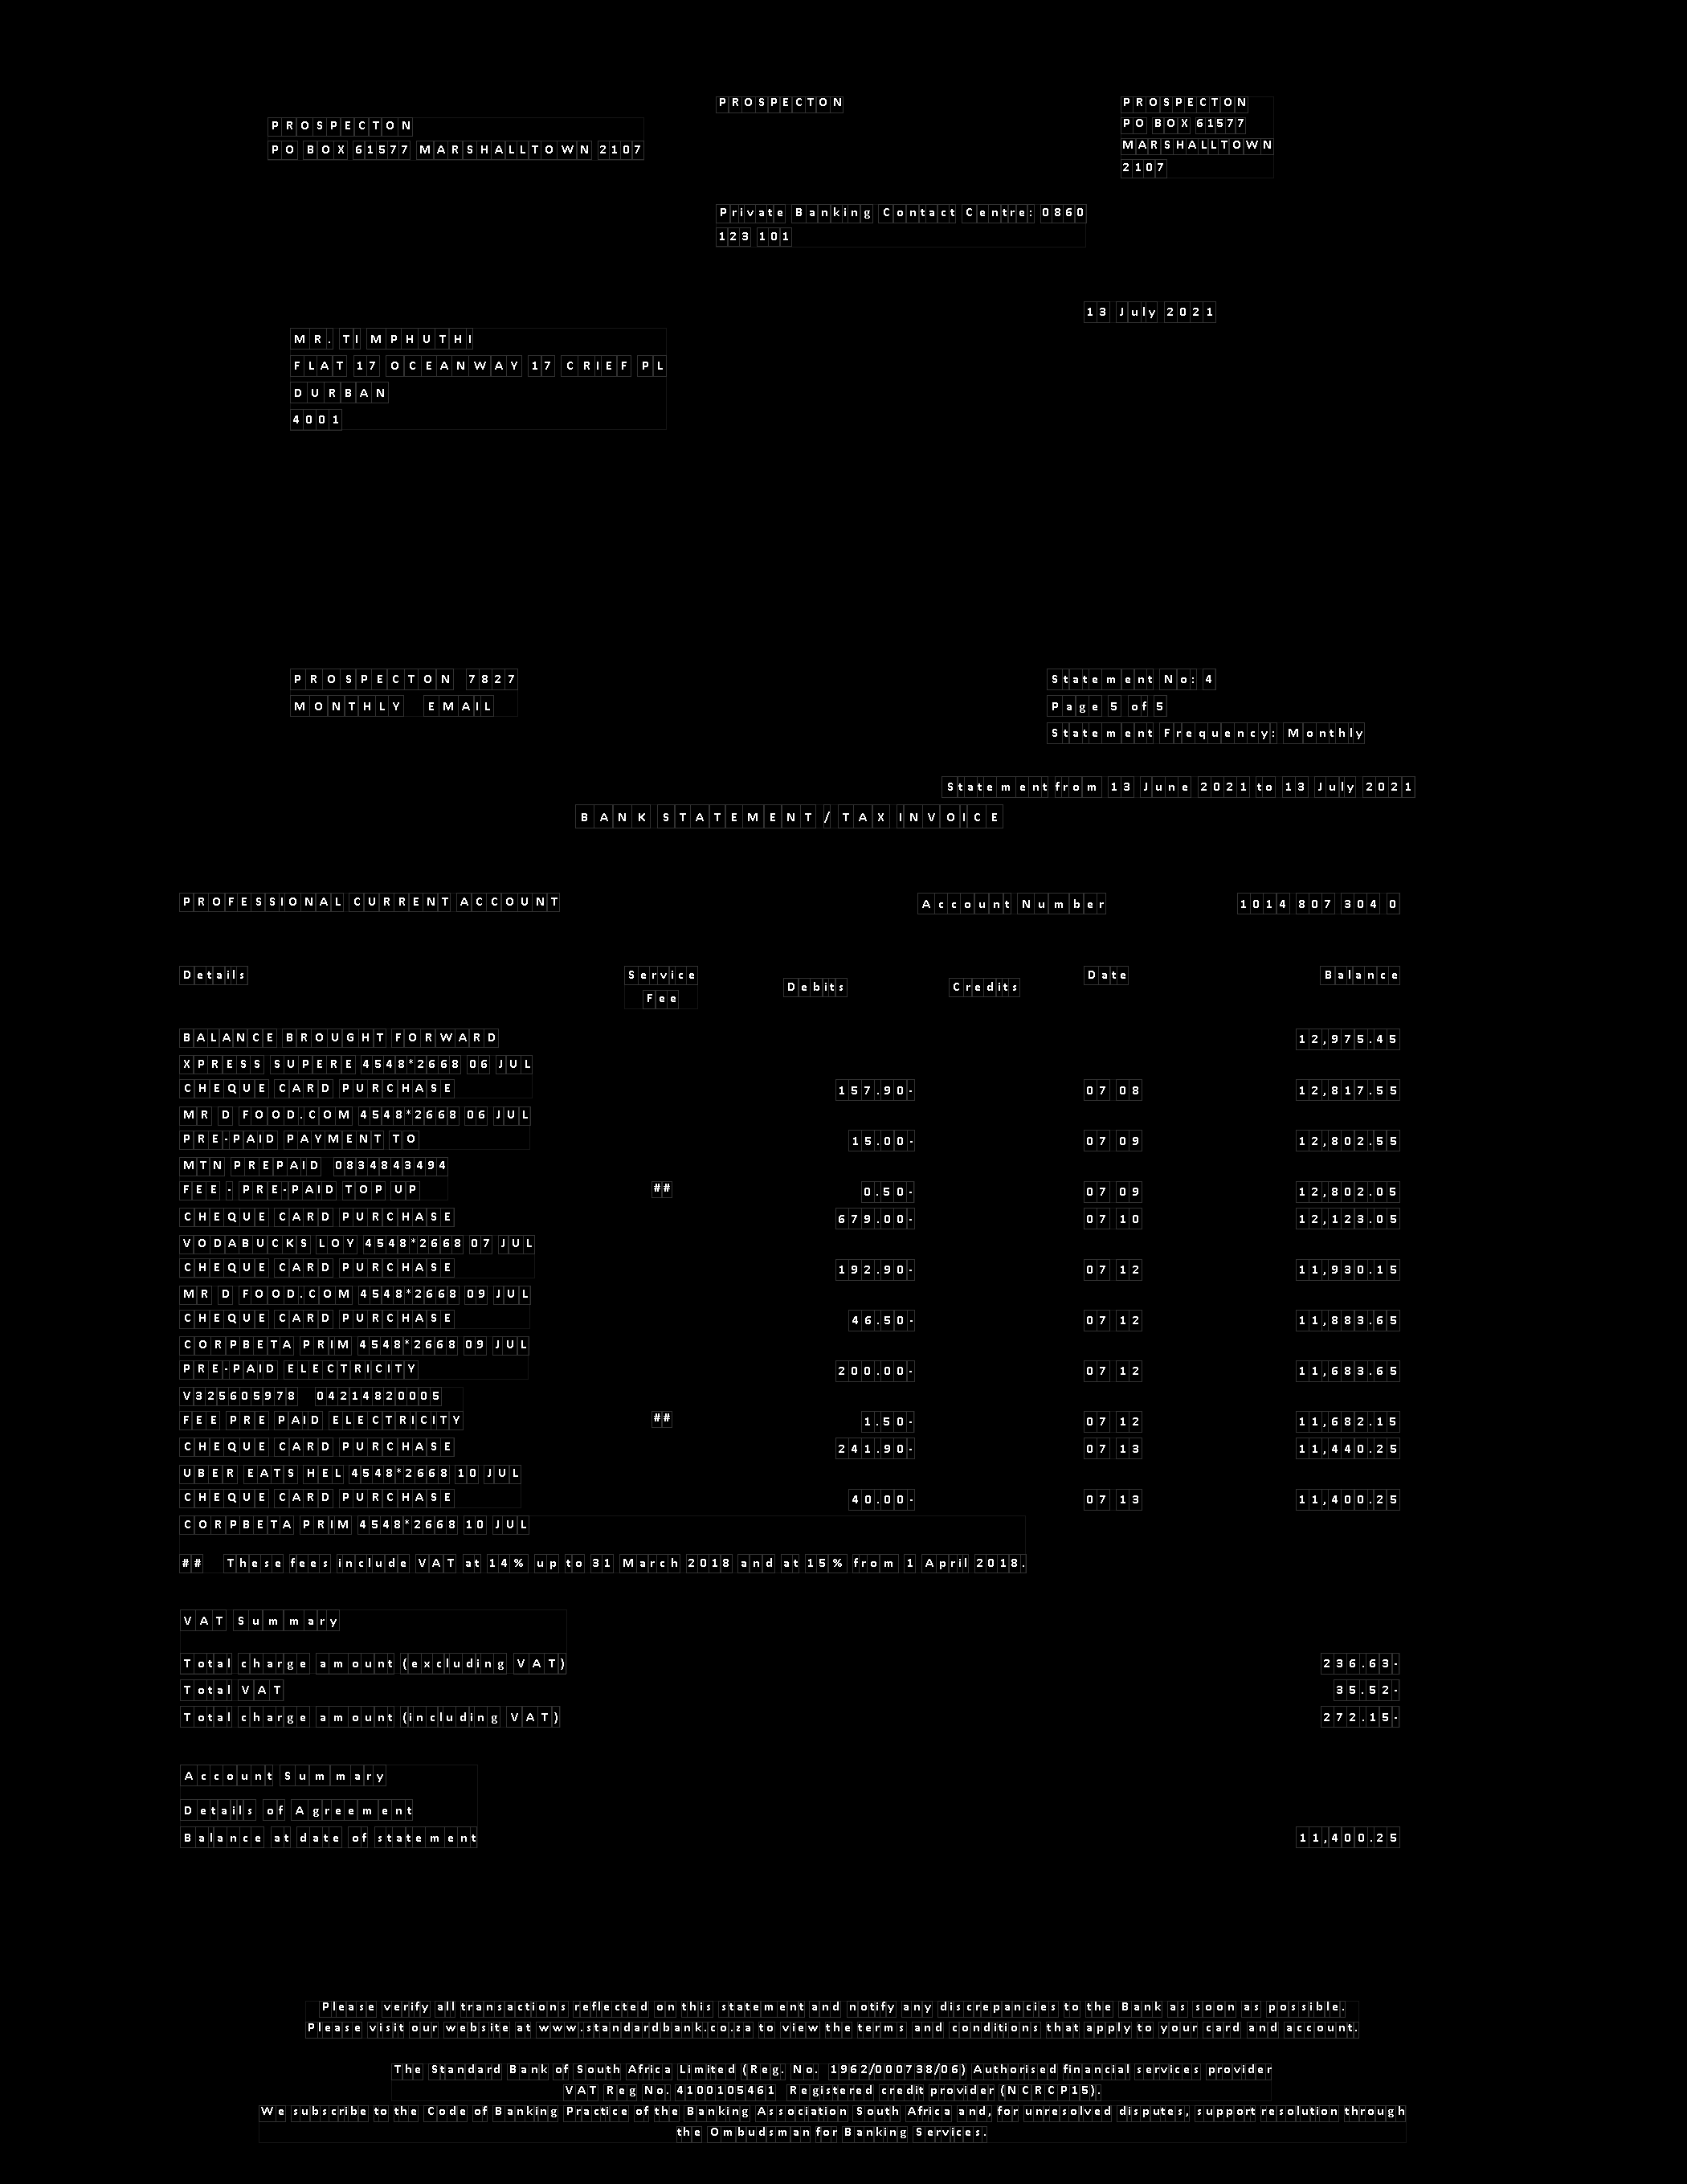 PROSPECTON
PROSPECTON
PO BOX 61577 MARSHALLTOWN 2107
PROSPECTON
PO BOX 61577
MARSHALLTOWN
2107
Private Banking Contact Centre: 0860
123 101
13 July 2021
MR. TI MPHUTHI
FLAT 17 OCEANWAY 17 CRIEF PL
DURBAN
4001
PROSPECTON 7827
MONTHLY EMAIL
Statement No: 4
Page 5 of 5
Statement Frequency: Monthly
Statement from 13 June 2021 to 13 July 2021
BANK STATEMENT / TAX INVOICE
PROFESSIONAL CURRENT ACCOUNT Account Number 1014 807 304 0
Details Service Fee Debits Credits Date Balance
BALANCE BROUGHT FORWARD 12,975.45
XPRESS SUPERE 4548*2668 06 JUL
CHEQUE CARD PURCHASE 157.90- 07 08 12,817.55
MR D FOOD.COM 4548*2668 06 JUL
PRE-PAID PAYMENT TO 15.00- 07 09 12,802.55
MTN PREPAID 0834843494
FEE - PRE-PAID TOP UP ## 0.50- 07 09 12,802.05
CHEQUE CARD PURCHASE 679.00- 07 10 12,123.05
VODABUCKS LOY 4548*2668 07 JUL
CHEQUE CARD PURCHASE 192.90- 07 12 11,930.15
MR D FOOD.COM 4548*2668 09 JUL
CHEQUE CARD PURCHASE 46.50- 07 12 11,883.65
CORPBETA PRIM 4548*2668 09 JUL
PRE-PAID ELECTRICITY 200.00- 07 12 11,683.65
V325605978 04214820005
FEE PRE PAID ELECTRICITY ## 1.50- 07 12 11,682.15
CHEQUE CARD PURCHASE 241.90- 07 13 11,440.25
UBER EATS HEL 4548*2668 10 JUL
CHEQUE CARD PURCHASE 40.00- 07 13 11,400.25
CORPBETA PRIM 4548*2668 10 JUL
## These fees include VAT at 14% up to 31 March 2018 and at 15% from 1 April 2018.
VAT Summary
Total charge amount (excluding VAT) 236.63-
Total VAT 35.52-
Total charge amount (including VAT) 272.15-
Account Summary
Details of Agreement
Balance at date of statement 11,400.25
Please verify all transactions reflected on this statement and notify any discrepancies to the Bank as soon as possible.
Please visit our website at www.standardbank.co.za to view the terms and conditions that apply to your card and account.
The Standard Bank of South Africa Limited (Reg. No. 1962/000738/06) Authorised financial services provider
VAT Reg No. 4100105461 Registered credit provider (NCRCP15).
We subscribe to the Code of Banking Practice of the Banking Association South Africa and, for unresolved disputes, support resolution through
the Ombudsman for Banking Services.